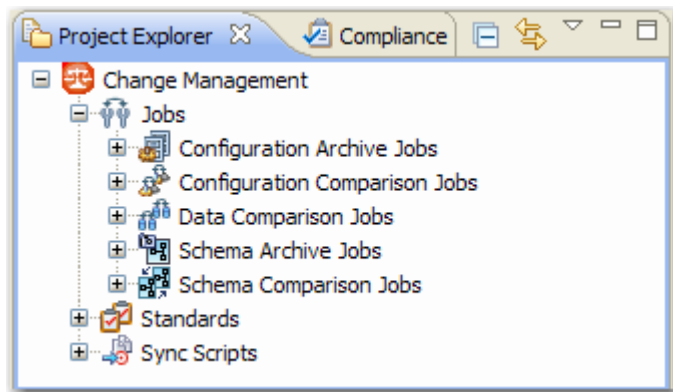 Project Explorer Compliance
Change Management
Jobs
Configuration Archive Jobs
Configuration Comparison Jobs
Data Comparison Jobs
Schema Archive Jobs
Schema Comparison Jobs
Standards
Sync Scripts